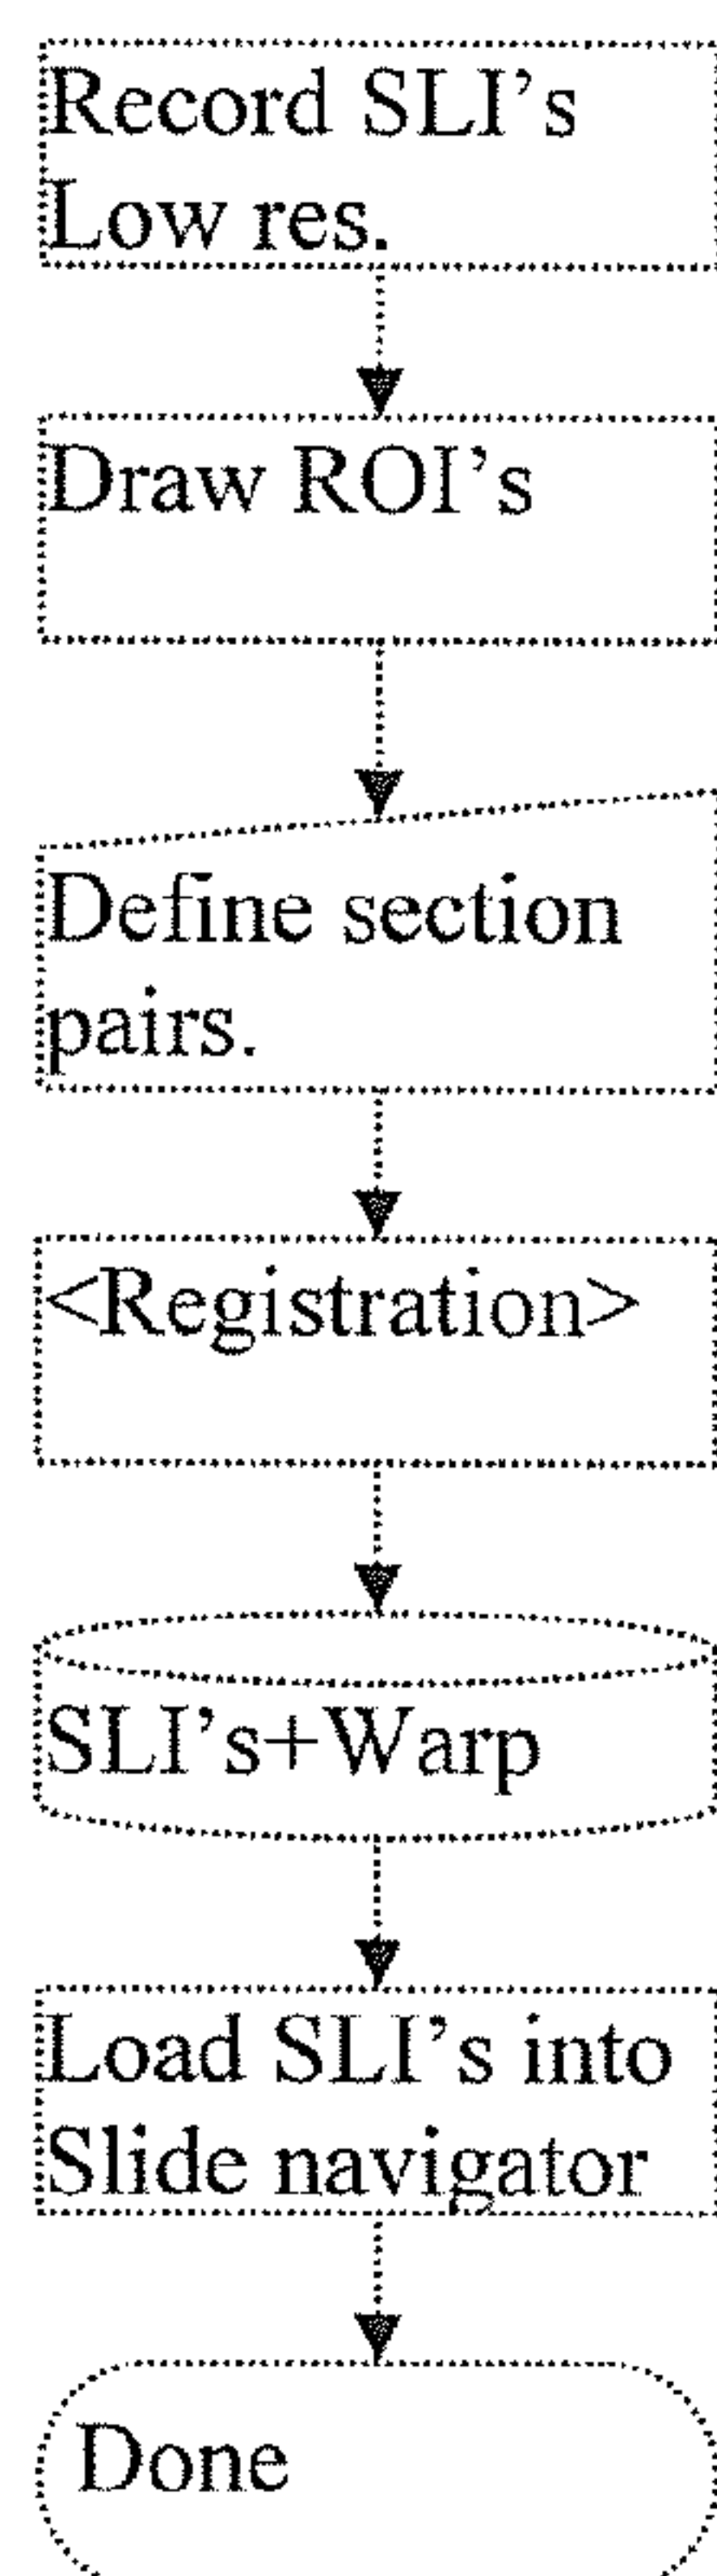 Record SLI's
Low res.
Draw ROI's
Define section
pairs.
<Registration>
SLI's+Warp
Load SLI's into
Slide navigator
Done